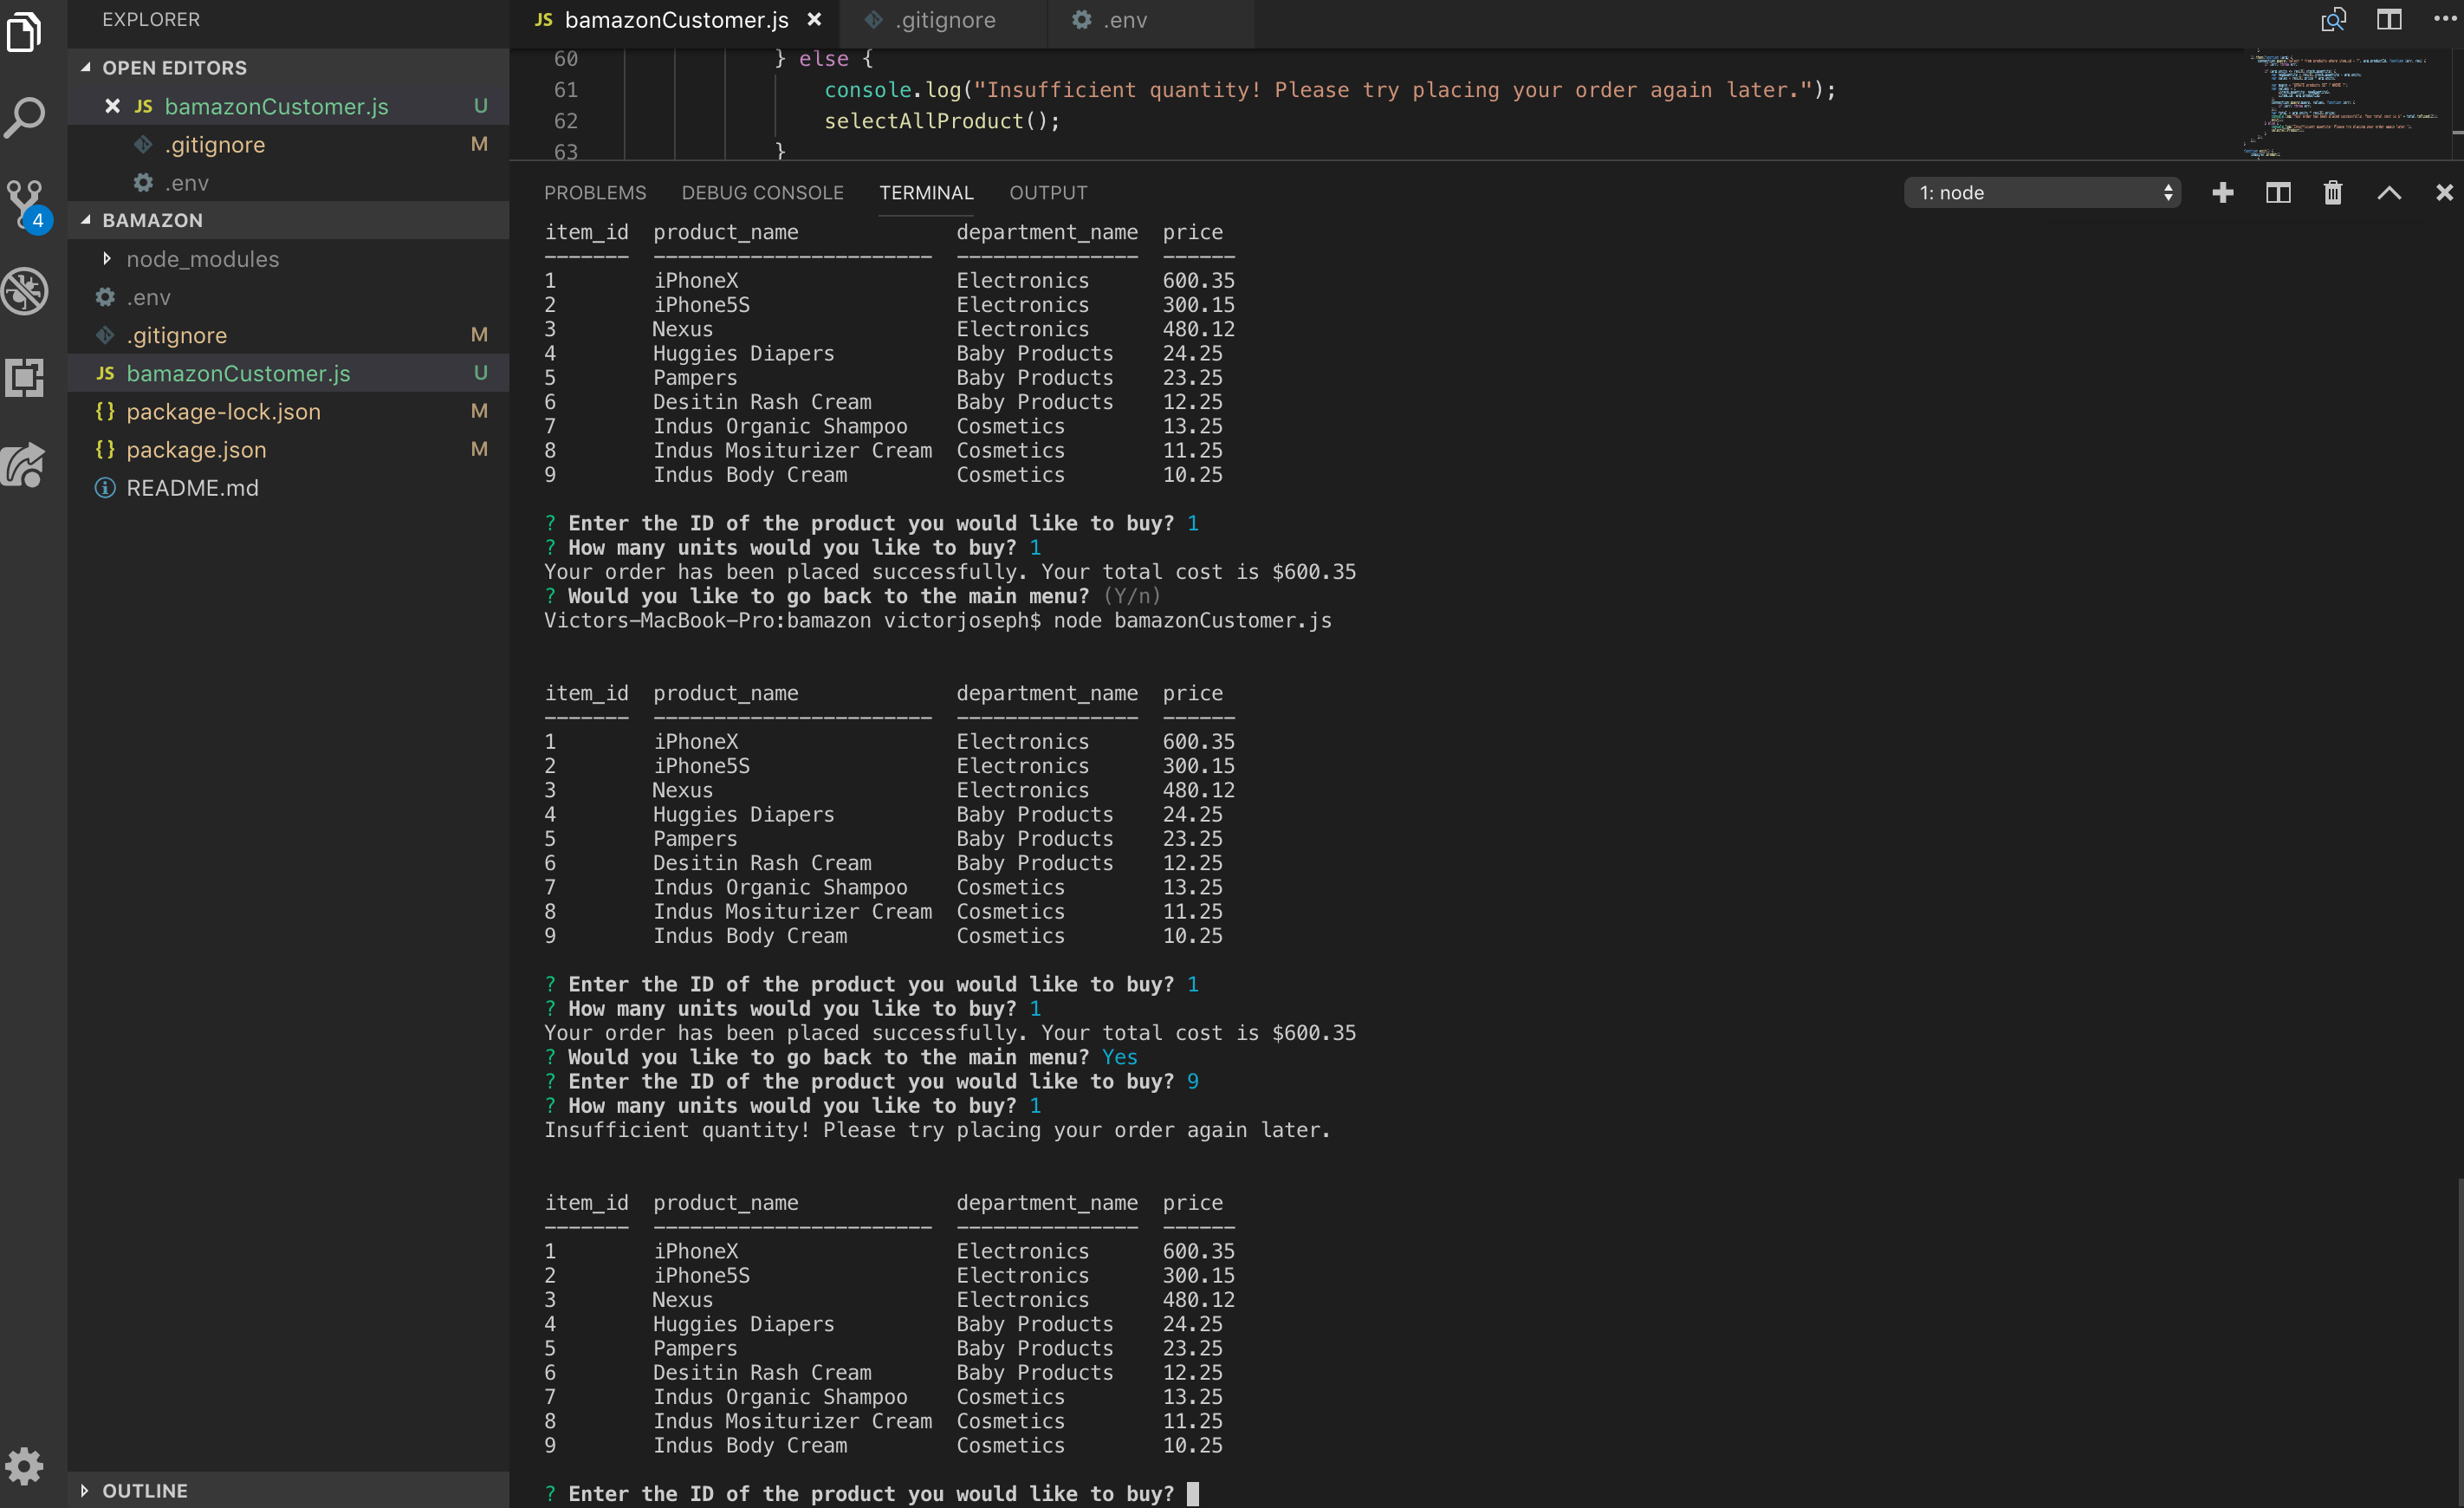 EXPLORER
OPEN EDITORS
JS bamazonCustomer.js U
.gitignore M
.env
BAMAZON
node_modules
.env
.gitignore M
JS bamazonCustomer.js U
{} package-lock.json M
{} package.json M
README.md
OUTLINE
4
JS bamazonCustomer.js .gitignore .env
60 } else {
61 console.log("Insufficient quantity! Please try placing your order again later.");
62 selectAllProduct();
63 }
PROBLEMS DEBUG CONSOLE TERMINAL OUTPUT 1: node
item_id product_name department_name price
------- ----------------------- --------------- ------
1 iPhoneX Electronics 600.35
2 iPhone5S Electronics 300.15
3 Nexus Electronics 480.12
4 Huggies Diapers Baby Products 24.25
5 Pampers Baby Products 23.25
6 Desitin Rash Cream Baby Products 12.25
7 Indus Organic Shampoo Cosmetics 13.25
8 Indus Mositurizer Cream Cosmetics 11.25
9 Indus Body Cream Cosmetics 10.25
? Enter the ID of the product you would like to buy? 1
? How many units would you like to buy? 1
Your order has been placed successfully. Your total cost is $600.35
? Would you like to go back to the main menu? (Y/n)
Victors-MacBook-Pro:bamazon victorjoseph$ node bamazonCustomer.js
item_id product_name department_name price
------- ----------------------- --------------- ------
1 iPhoneX Electronics 600.35
2 iPhone5S Electronics 300.15
3 Nexus Electronics 480.12
4 Huggies Diapers Baby Products 24.25
5 Pampers Baby Products 23.25
6 Desitin Rash Cream Baby Products 12.25
7 Indus Organic Shampoo Cosmetics 13.25
8 Indus Mositurizer Cream Cosmetics 11.25
9 Indus Body Cream Cosmetics 10.25
? Enter the ID of the product you would like to buy? 1
? How many units would you like to buy? 1
Your order has been placed successfully. Your total cost is $600.35
? Would you like to go back to the main menu? Yes
? Enter the ID of the product you would like to buy? 9
? How many units would you like to buy? 1
Insufficient quantity! Please try placing your order again later.
item_id product_name department_name price
------- ----------------------- --------------- ------
1 iPhoneX Electronics 600.35
2 iPhone5S Electronics 300.15
3 Nexus Electronics 480.12
4 Huggies Diapers Baby Products 24.25
5 Pampers Baby Products 23.25
6 Desitin Rash Cream Baby Products 12.25
7 Indus Organic Shampoo Cosmetics 13.25
8 Indus Mositurizer Cream Cosmetics 11.25
9 Indus Body Cream Cosmetics 10.25
? Enter the ID of the product you would like to buy?